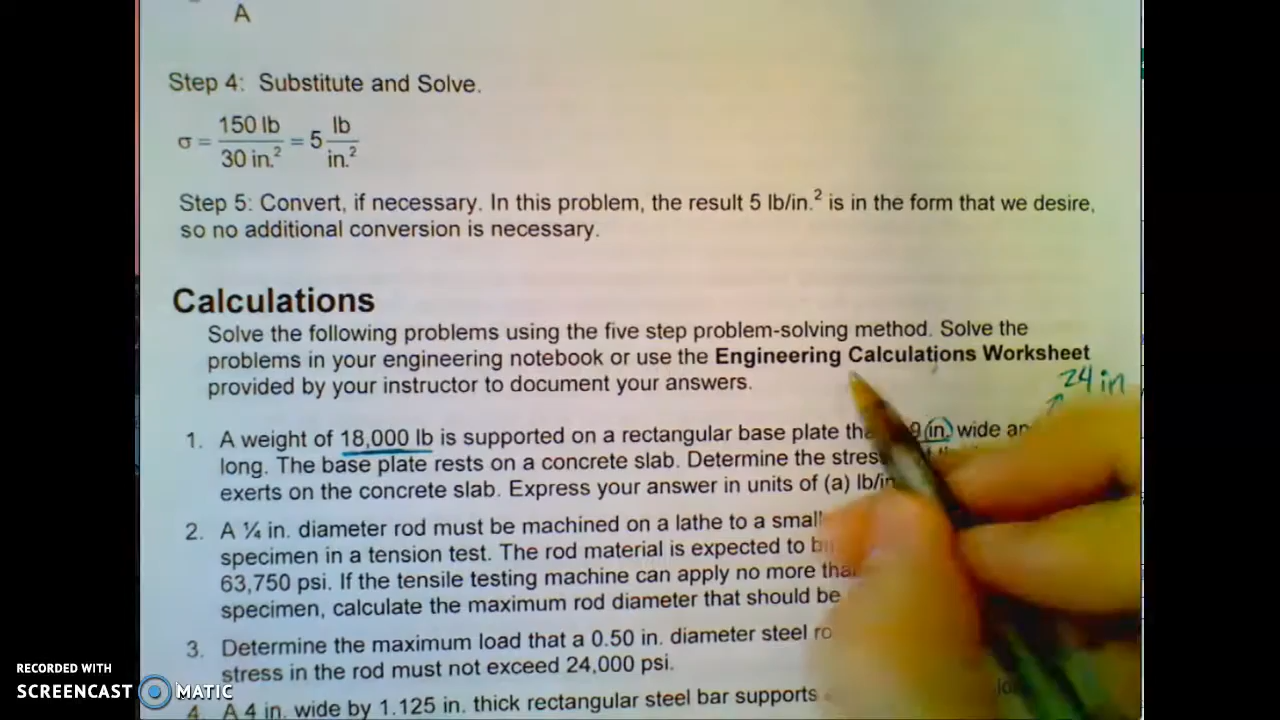 A
Step 4: Substitute and Solve.
σ = 150 lb / 30 in.² = 5 lb / in.²
Step 5: Convert, if necessary. In this problem, the result 5 lb/in.² is in the form that we desire,
so no additional conversion is necessary.
Calculations
Solve the following problems using the five step problem-solving method. Solve the
problems in your engineering notebook or use the Engineering Calculations Worksheet
provided by your instructor to document your answers.
24 in
1. A weight of 18,000 lb is supported on a rectangular base plate 9 in. wide
long. The base plate rests on a concrete slab. Determine the
exerts on the concrete slab. Express your answer in units of (a)
2. A ¼ in. diameter rod must be machined on a lathe to a
specimen in a tension test. The rod material is expected to
63,750 psi. If the tensile testing machine can apply no more
specimen, calculate the maximum rod diameter that should be
3. Determine the maximum load that a 0.50 in. diameter steel
stress in the rod must not exceed 24,000 psi.
4. A 4 in. wide by 1.125 in. thick rectangular steel bar supports
RECORDED WITH
SCREENCAST MATIC